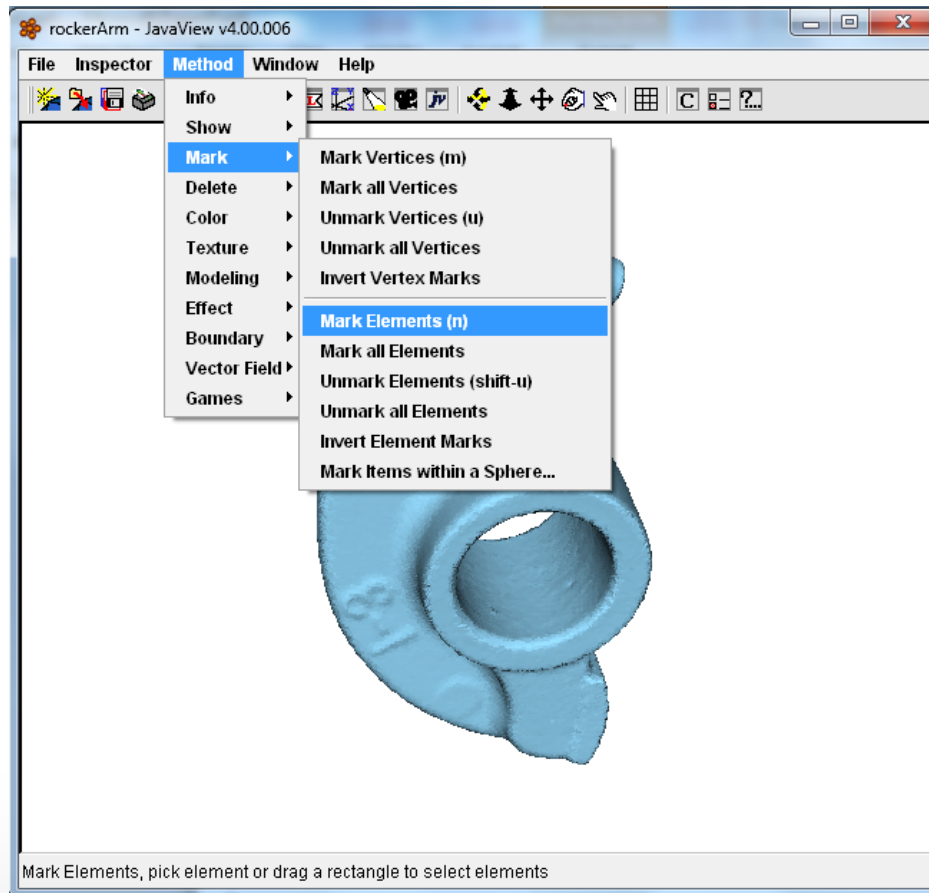 rockerArm - JavaView v4.00.006
File Inspector Method Window Help
jv C ?...
Info
Show
Mark
Delete
Color
Texture
Modeling
Effect
Boundary
Vector Field
Games
Mark Vertices (m)
Mark all Vertices
Unmark Vertices (u)
Unmark all Vertices
Invert Vertex Marks
Mark Elements (n)
Mark all Elements
Unmark Elements (shift-u)
Unmark all Elements
Invert Element Marks
Mark Items within a Sphere...
Mark Elements, pick element or drag a rectangle to select elements